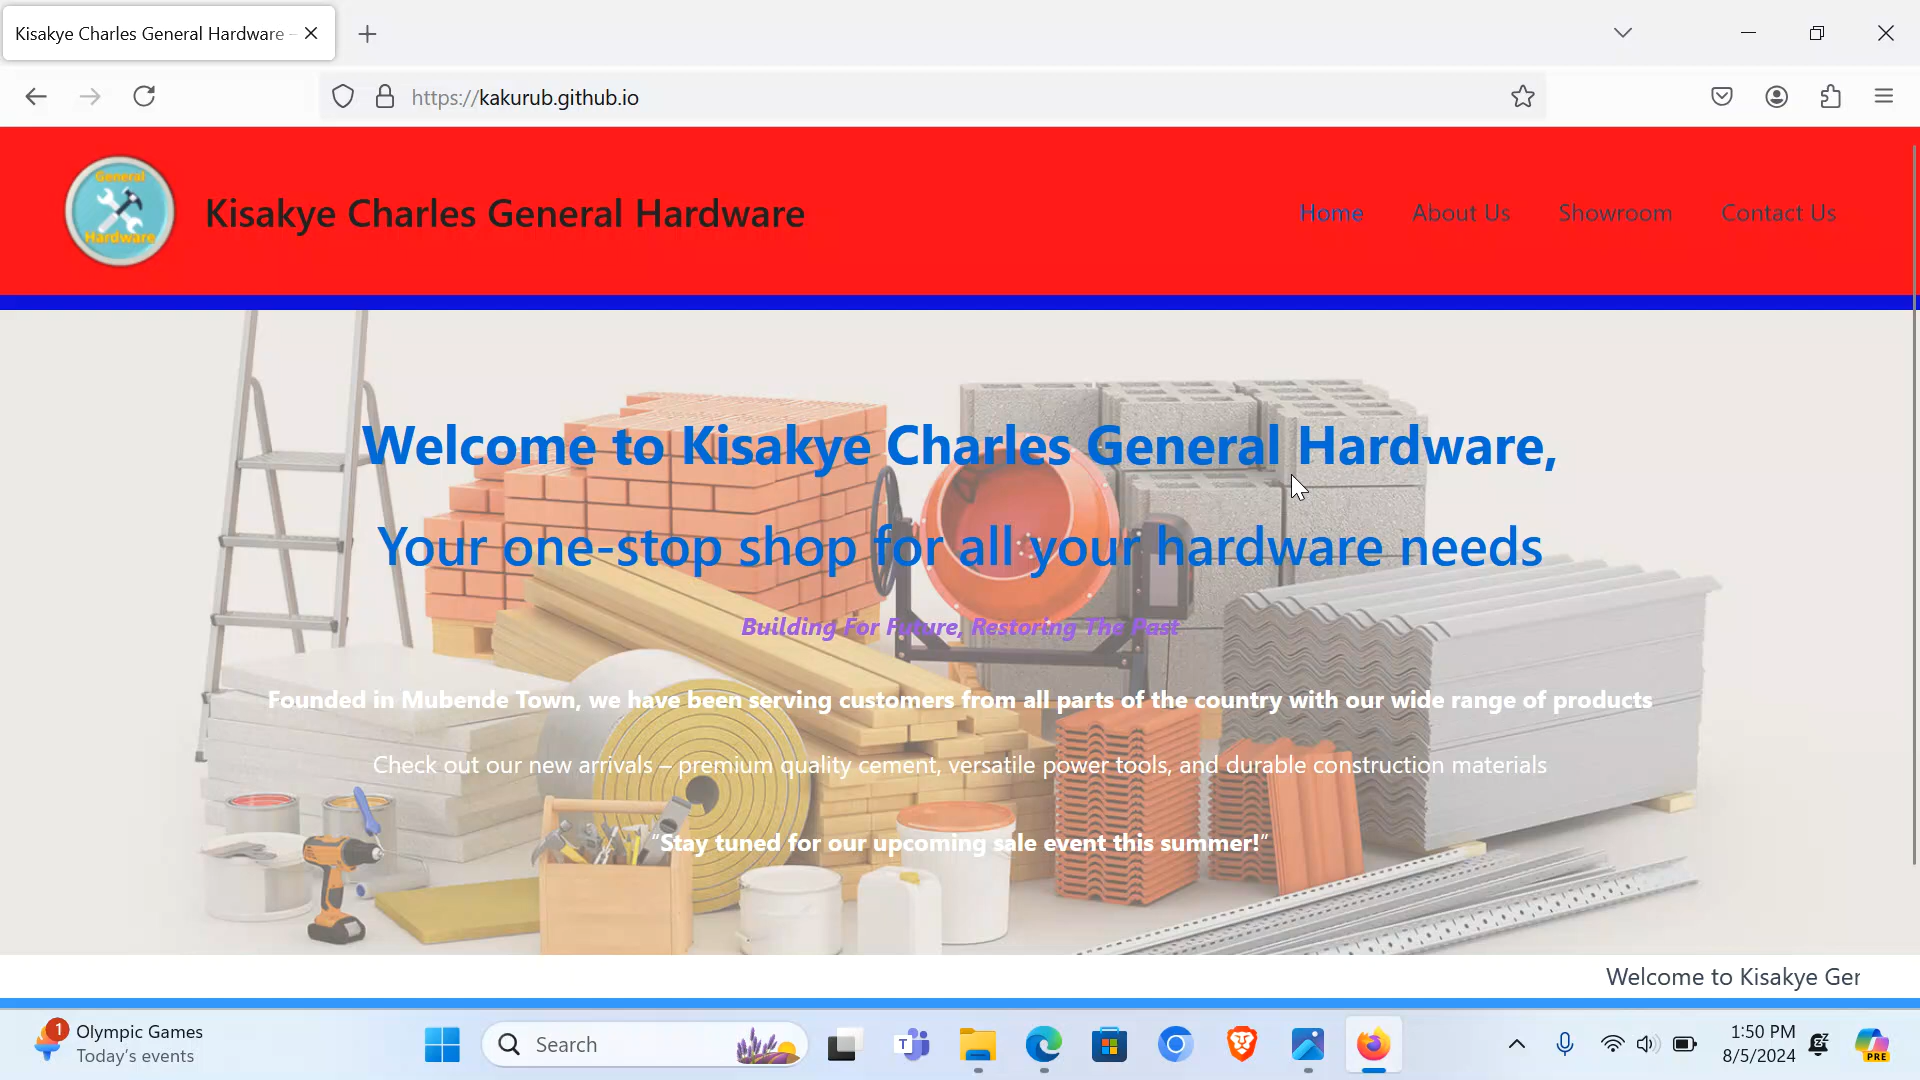 Kisakye Charles General Hardware –
https://kakurub.github.io
General
Hardware
Kisakye Charles General Hardware
Home
About Us
Showroom
Contact Us
Welcome to Kisakye Charles General Hardware,
Your one-stop shop for all your hardware needs
Building For Future, Restoring The Past
Founded in Mubende Town, we have been serving customers from all parts of the country with our wide range of products
Check out our new arrivals – premium quality cement, versatile power tools, and durable construction materials
“Stay tuned for our upcoming sale event this summer!”
Welcome to Kisakye Ger
1
Olympic Games
Today's events
Search
T
1:50 PM
8/5/2024
PRE